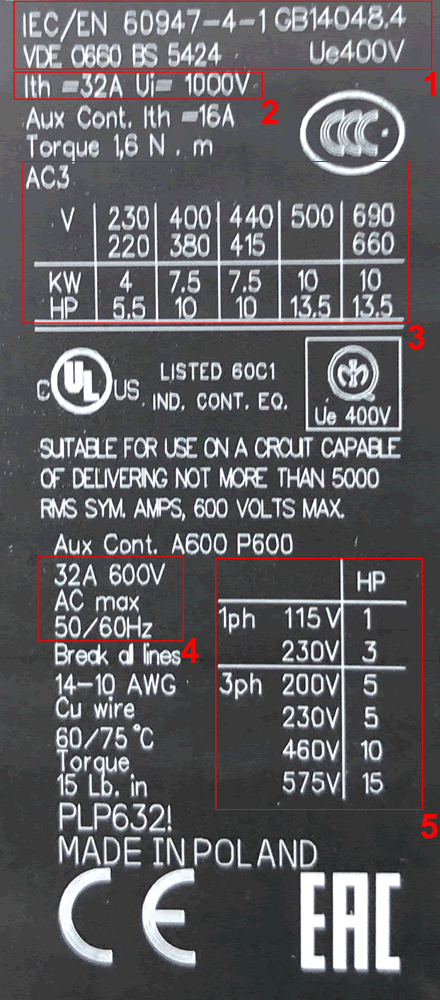 IEC/EN 60947-4-1 GB14048.4
VDE 0660 BS 5424 Ue400V
1
Ith =32A Ui= 1000V
2
Aux Cont. Ith =16A
CCC
Torque 1,6 N . m
AC3
V 230 400 440 500 690
220 380 415 660
KW 4 7.5 7.5 10 10
HP 5.5 10 10 13.5 13.5
3
C UL US LISTED 60C1
IND. CONT. EQ.
Ue 400V
SUITABLE FOR USE ON A CRCUIT CAPABLE
OF DELIVERING NOT MORE THAN 5000
RMS SYM. AMPS, 600 VOLTS MAX.
Aux Cont. A600 P600
32A 600V
AC max
50/60Hz
4
Break all lines
14-10 AWG
Cu wire
60/75°C
Torque
15 Lb. in
HP
1ph 115V 1
230V 3
3ph 200V 5
230V 5
460V 10
575V 15
5
PLP632!
MADE IN POLAND
CE EAC